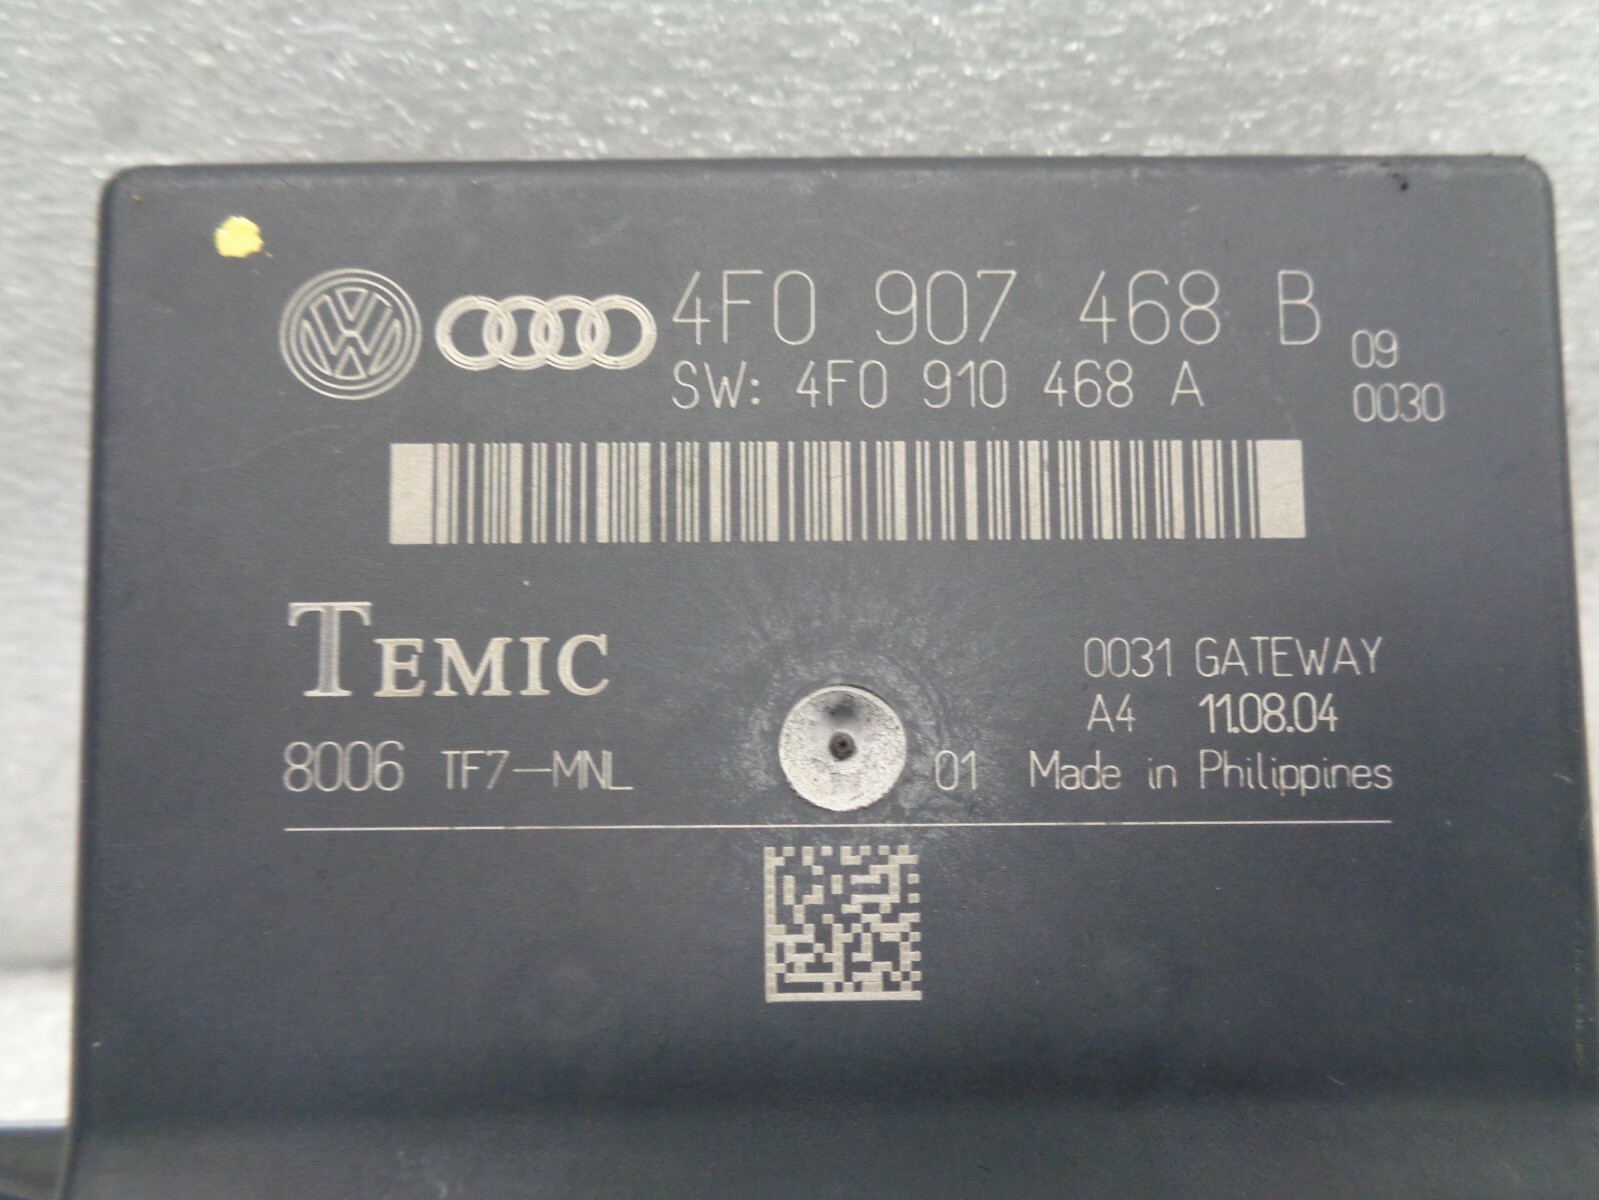 4F0 907 468 B 09
SW: 4F0 910 468 A 0030
TEMIC
0031 GATEWAY
A4 11.08.04
8006 TF7-MNL 01 Made in Philippines